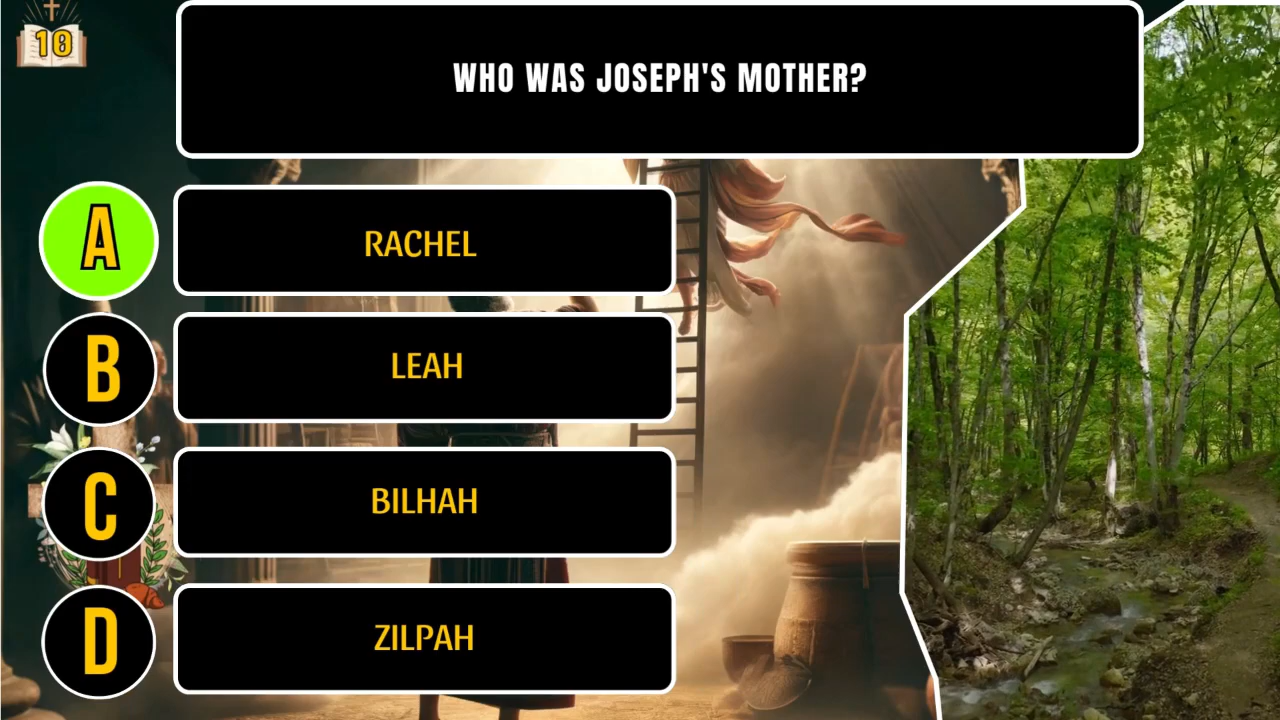 10
WHO WAS JOSEPH'S MOTHER?
A
RACHEL
B
LEAH
C
BILHAH
D
ZILPAH